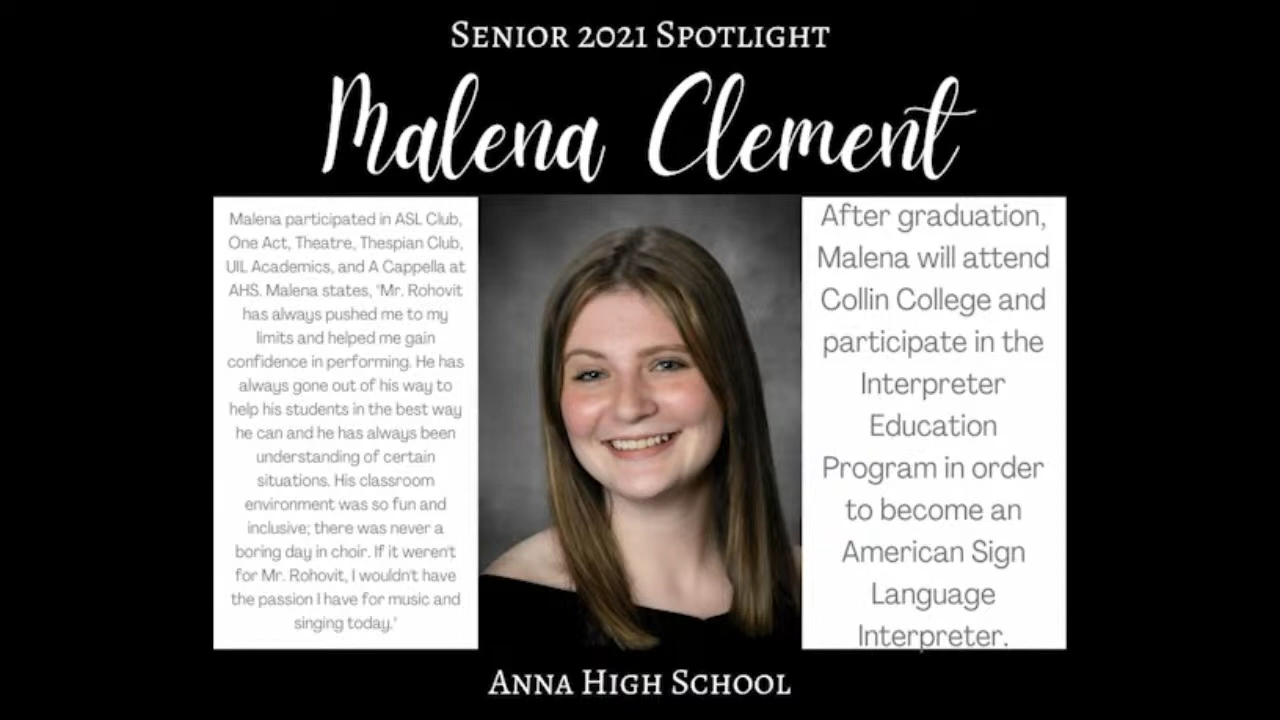 Senior 2021 Spotlight
Malena Clement
Malena participated in ASL Club,
One Act, Theatre, Thespian Club,
UIL Academics, and A Cappella at
AHS. Malena states, "Mr. Rohovit
has always pushed me to my
limits and helped me gain
confidence in performing. He has
always gone out of his way to
help his students in the best way
he can and he has always been
understanding of certain
situations. His classroom
environment was so fun and
inclusive; there was never a
boring day in choir. If it weren't
for Mr. Rohovit, I wouldn't have
the passion I have for music and
singing today."
After graduation,
Malena will attend
Collin College and
participate in the
Interpreter
Education
Program in order
to become an
American Sign
Language
Interpreter.
Anna High School